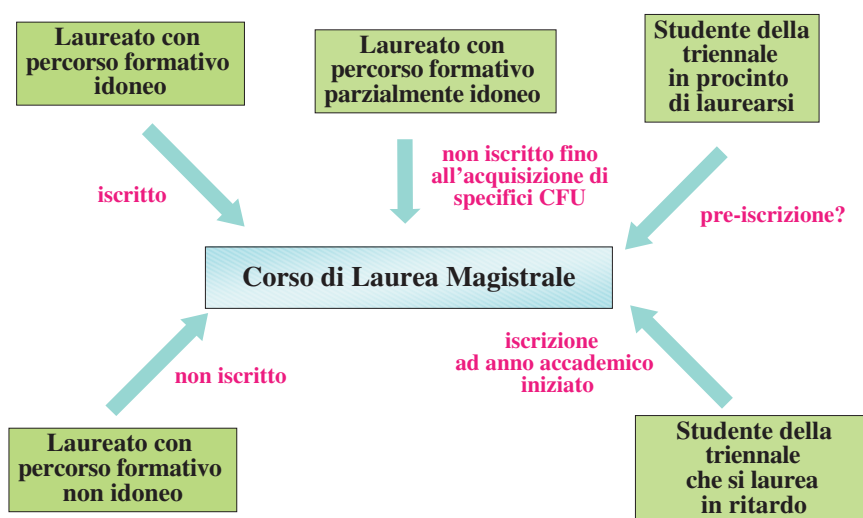 Laureato con
percorso formativo
idoneo
Laureato con
percorso formativo
parzialmente idoneo
Studente della
triennale
in procinto
di laurearsi
iscritto
non iscritto fino
all'acquisizione di
specifici CFU
pre-iscrizione?
Corso di Laurea Magistrale
non iscritto
iscrizione
ad anno accademico
iniziato
Laureato con
percorso formativo
non idoneo
Studente della
triennale
che si laurea
in ritardo